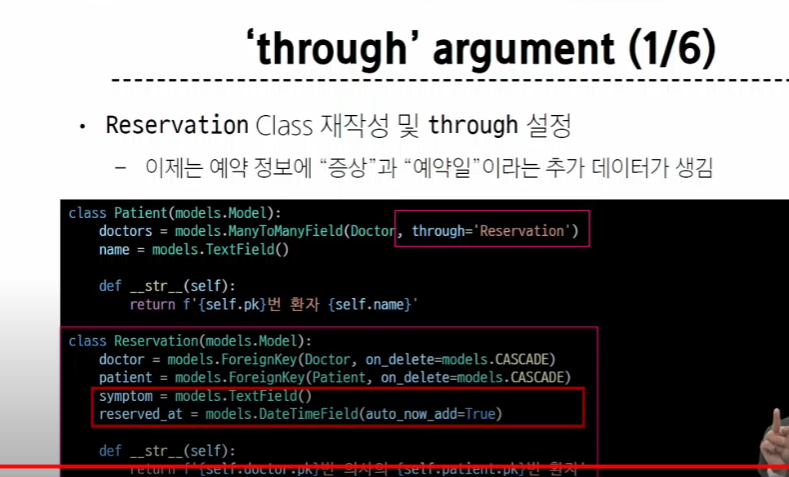 ‘through’ argument (1/6)
• Reservation Class 재작성 및 through 설정
– 이제는 예약 정보에 “증상”과 “예약일”이라는 추가 데이터가 생김
class Patient(models.Model):
    doctors = models.ManyToManyField(Doctor, through='Reservation')
    name = models.TextField()
    def __str__(self):
        return f'{self.pk}번 환자 {self.name}'
class Reservation(models.Model):
    doctor = models.ForeignKey(Doctor, on_delete=models.CASCADE)
    patient = models.ForeignKey(Patient, on_delete=models.CASCADE)
    symptom = models.TextField()
    reserved_at = models.DateTimeField(auto_now_add=True)
    def __str__(self):
        return f'{self.doctor.pk}번 의사의 {self.patient.pk}번 환자'